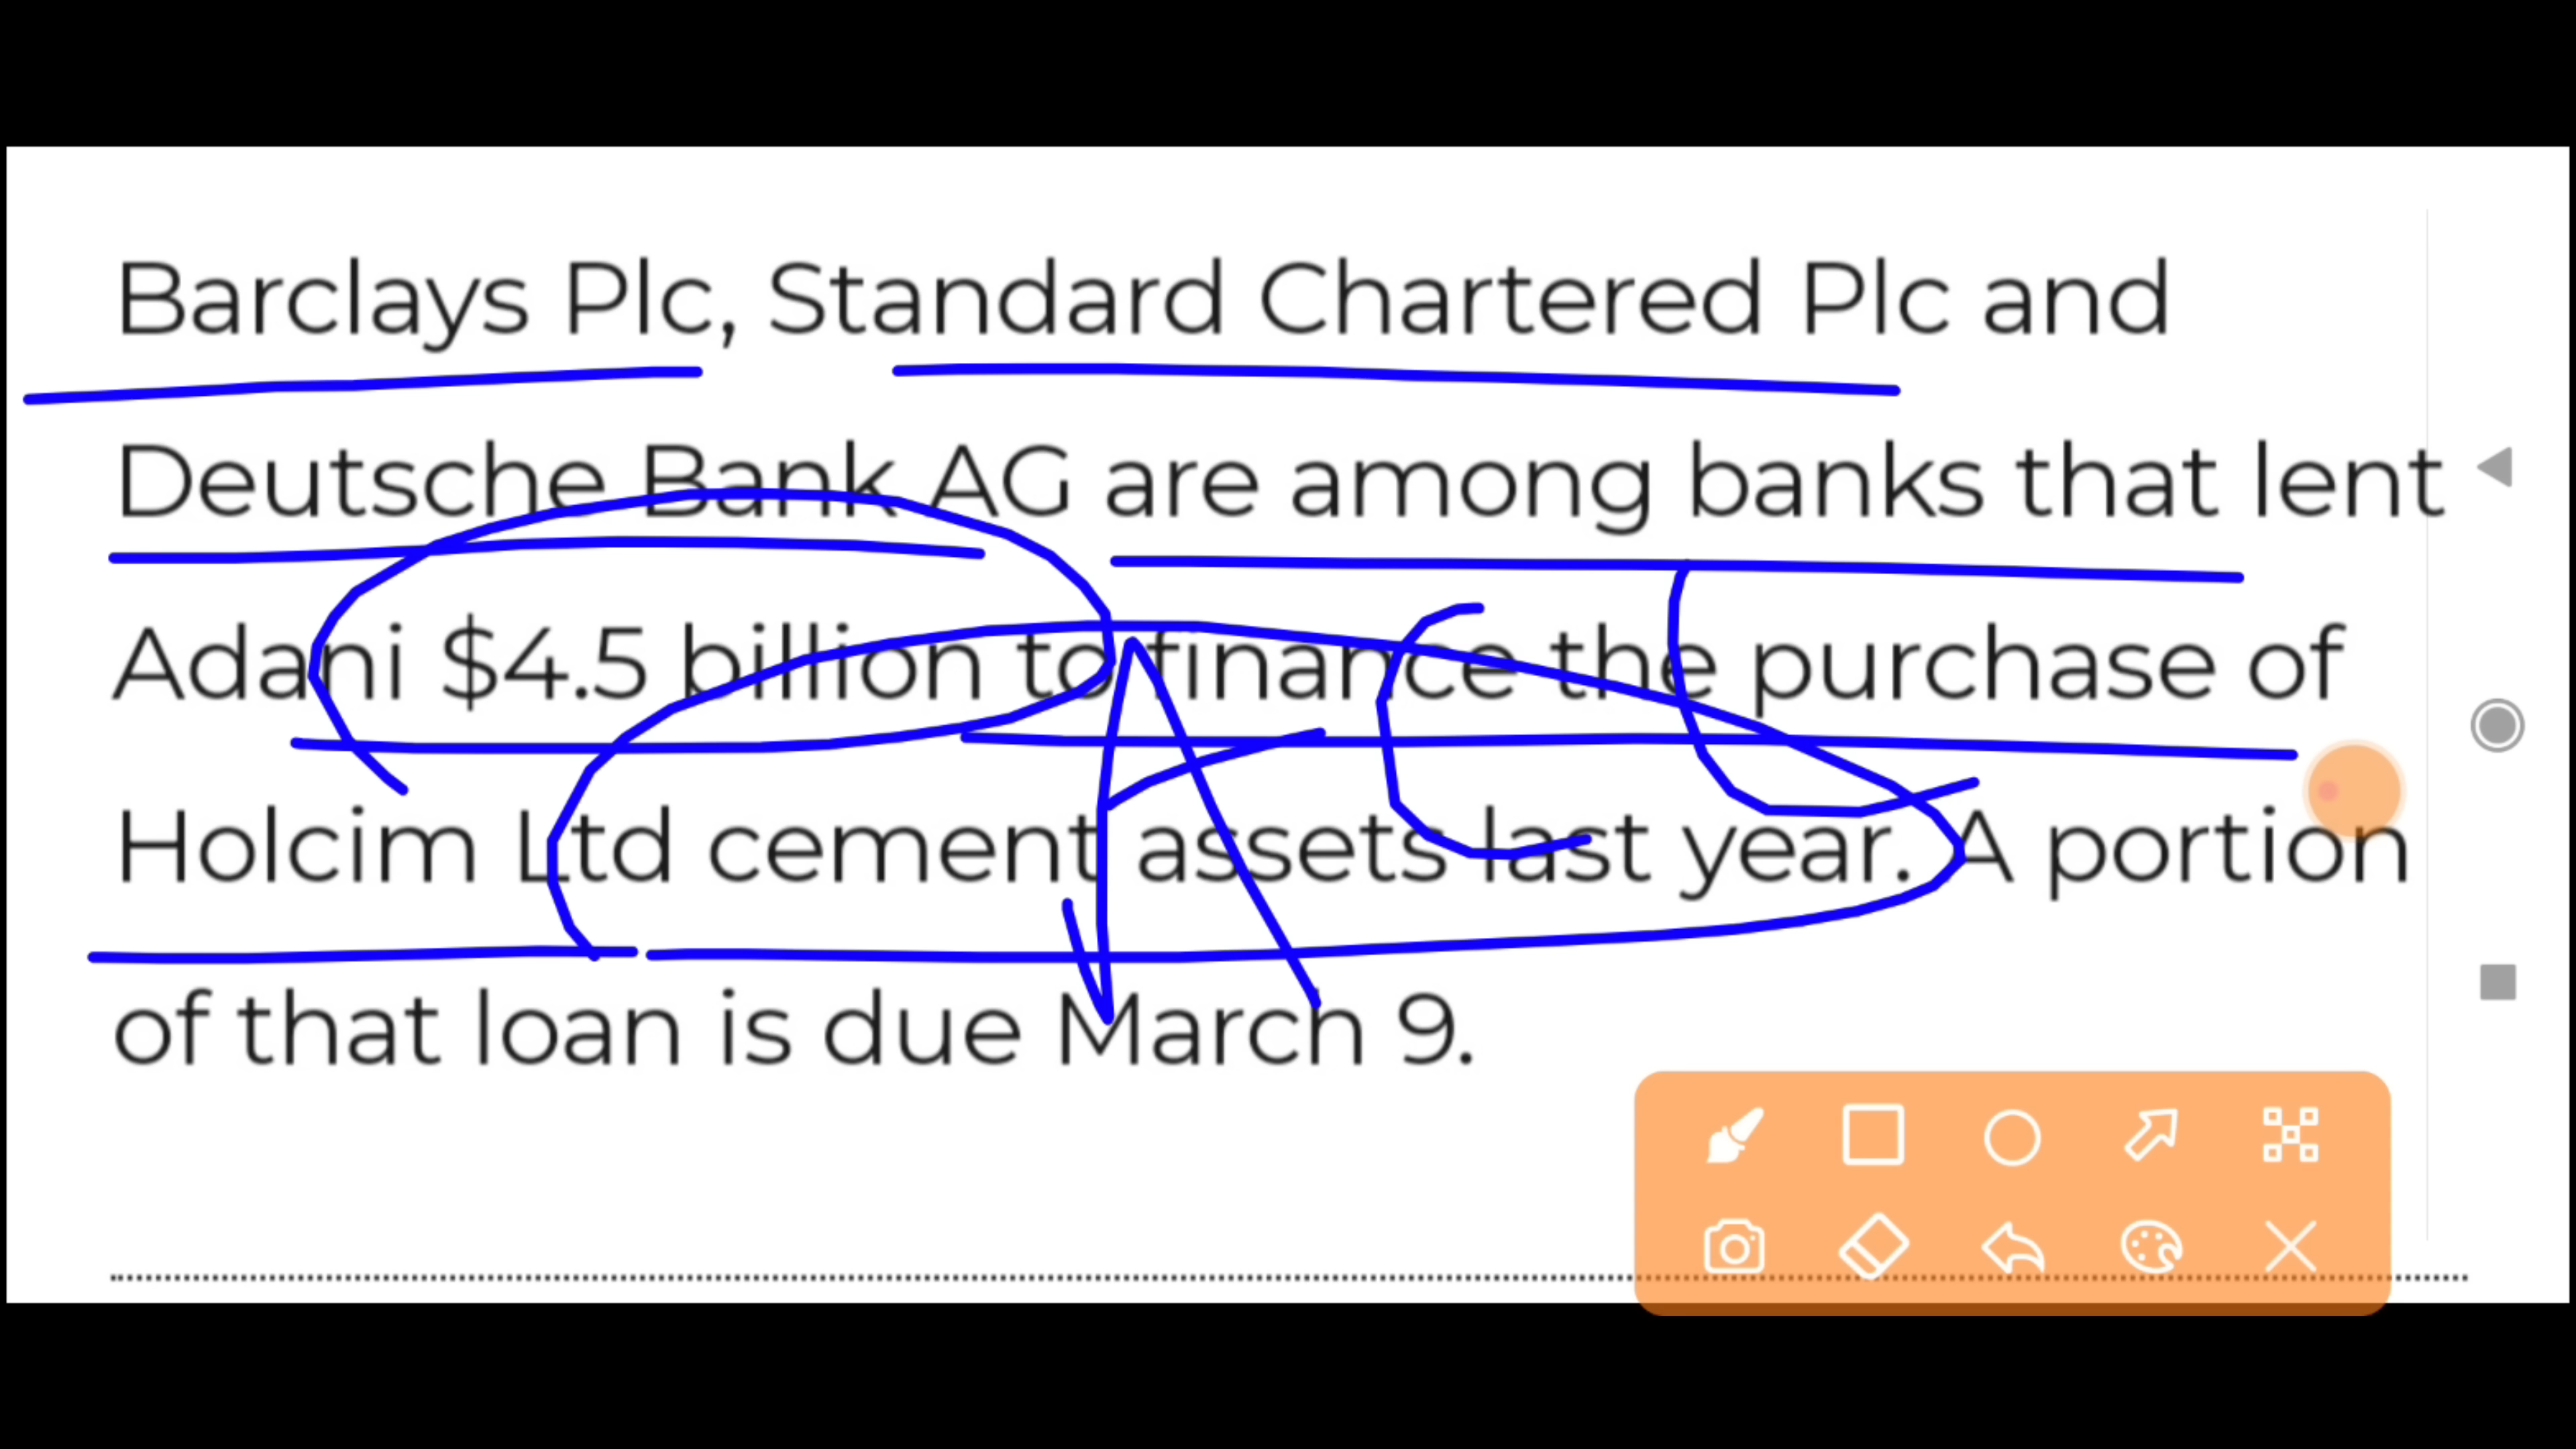 Barclays Plc, Standard Chartered Plc and
Deutsche Bank AG are among banks that lent
Adani $4.5 billion to finance the purchase of
Holcim Ltd cement assets last year. A portion
of that loan is due March 9.
ACC